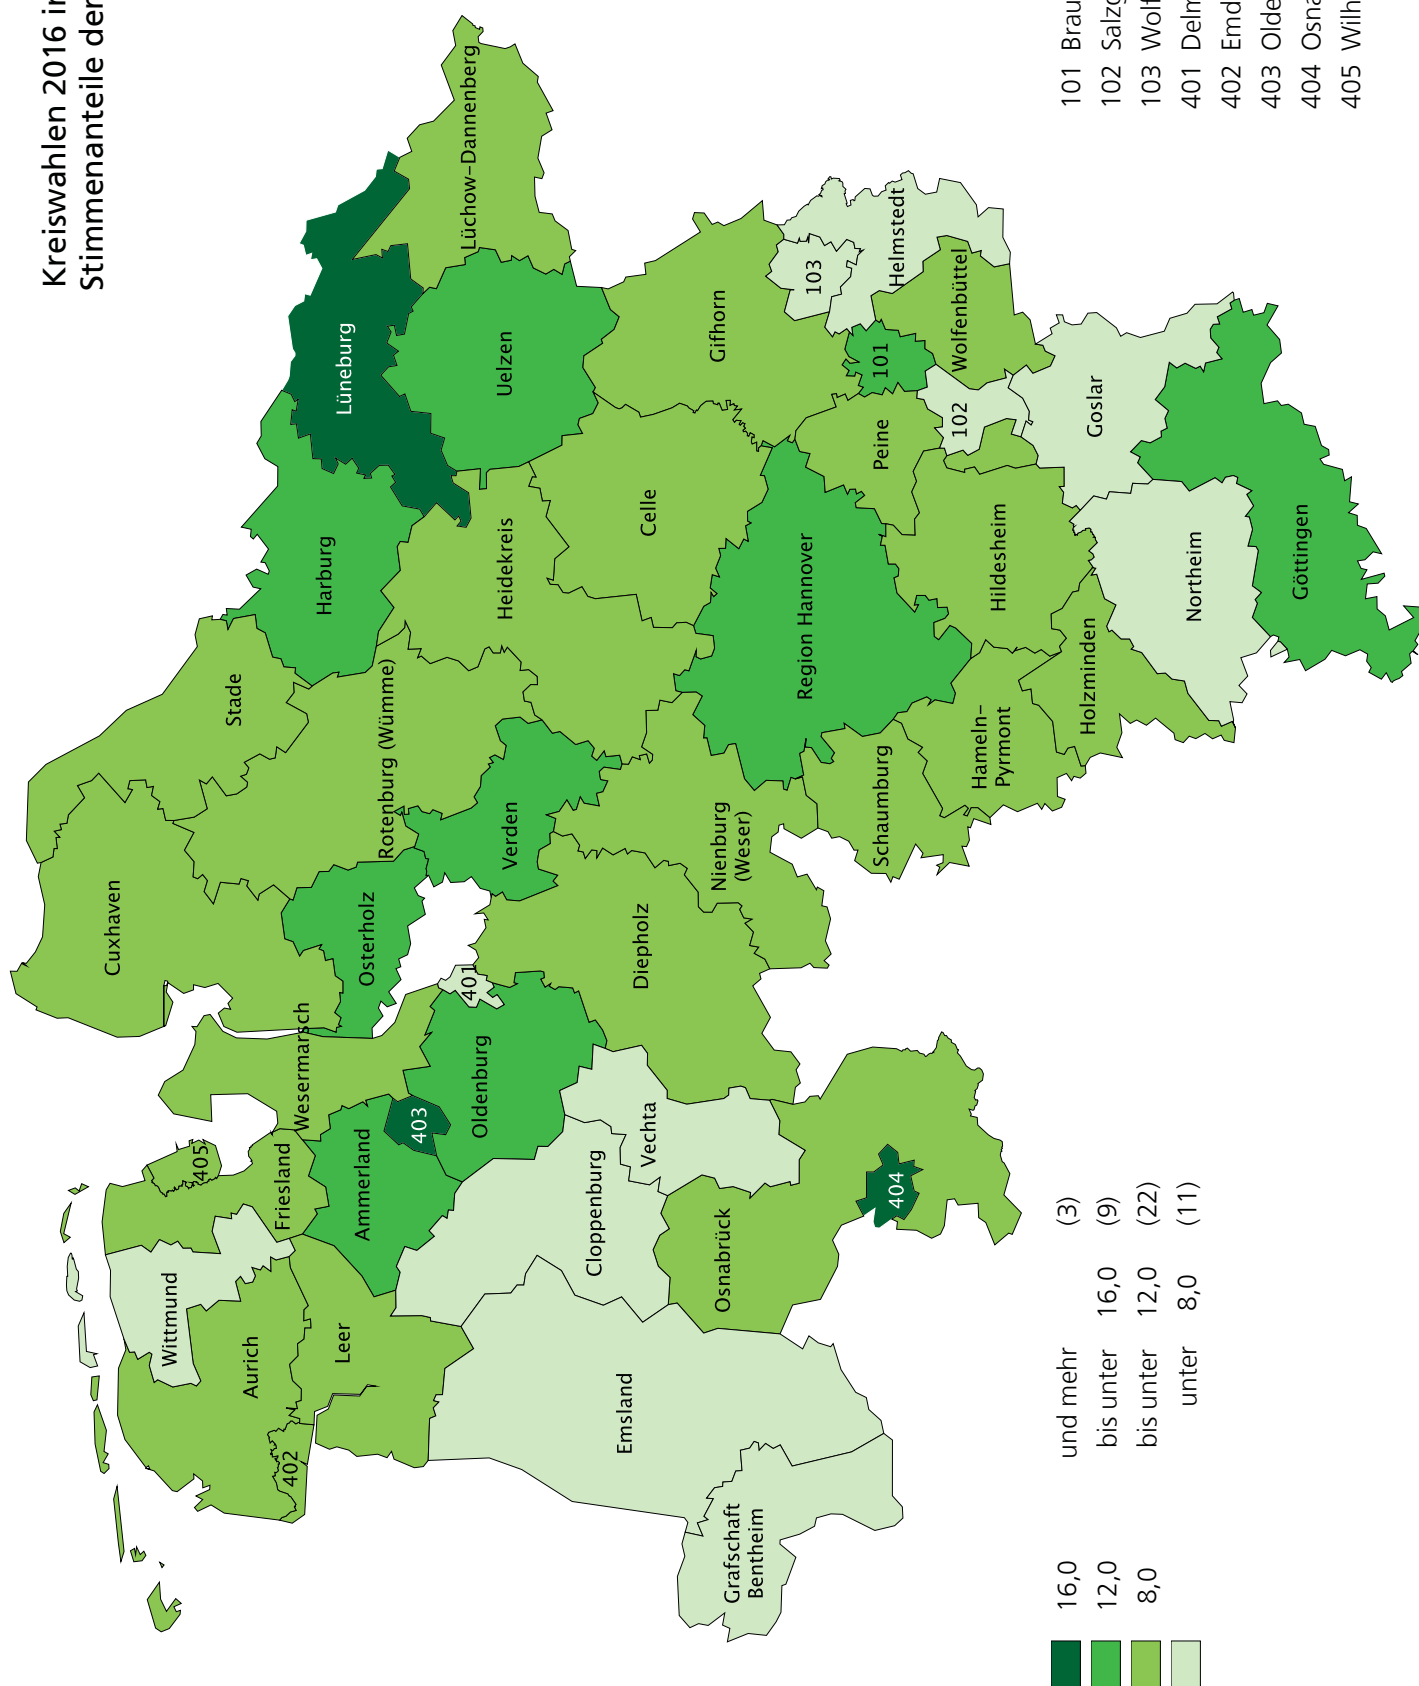 Kreiswahlen 2016 in
Stimmenanteile der
Cuxhaven
Stade
Wesermarsch
405
Friesland
Wittmund
Aurich
402
Leer
Ammerland
403
Osterholz
Rotenburg (Wümme)
Harburg
Lüneburg
Lüchow–Dannenberg
Uelzen
Heidekreis
Verden
401
Oldenburg
Cloppenburg
Vechta
Diepholz
Emsland
Osnabrück
404
Grafschaft
Bentheim
Nienburg
(Weser)
Celle
Gifhorn
Region Hannover
Schaumburg
Peine
101
103
Helmstedt
Wolfenbüttel
102
Hildesheim
Hameln–
Pyrmont
Holzminden
Goslar
Northeim
Göttingen
16,0 und mehr (3)
12,0 bis unter 16,0 (9)
8,0 bis unter 12,0 (22)
unter 8,0 (11)
101 Brau
102 Salzg
103 Wolf
401 Delm
402 Emd
403 Olde
404 Osna
405 Wilh